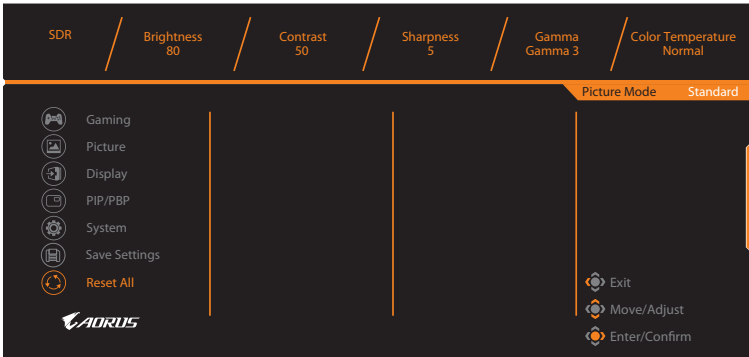 SDR
Brightness
80
Contrast
50
Sharpness
5
Gamma
Gamma 3
Color Temperature
Normal
Picture Mode Standard
Gaming
Picture
Display
PIP/PBP
System
Save Settings
Reset All
AORUS
Exit
Move/Adjust
Enter/Confirm